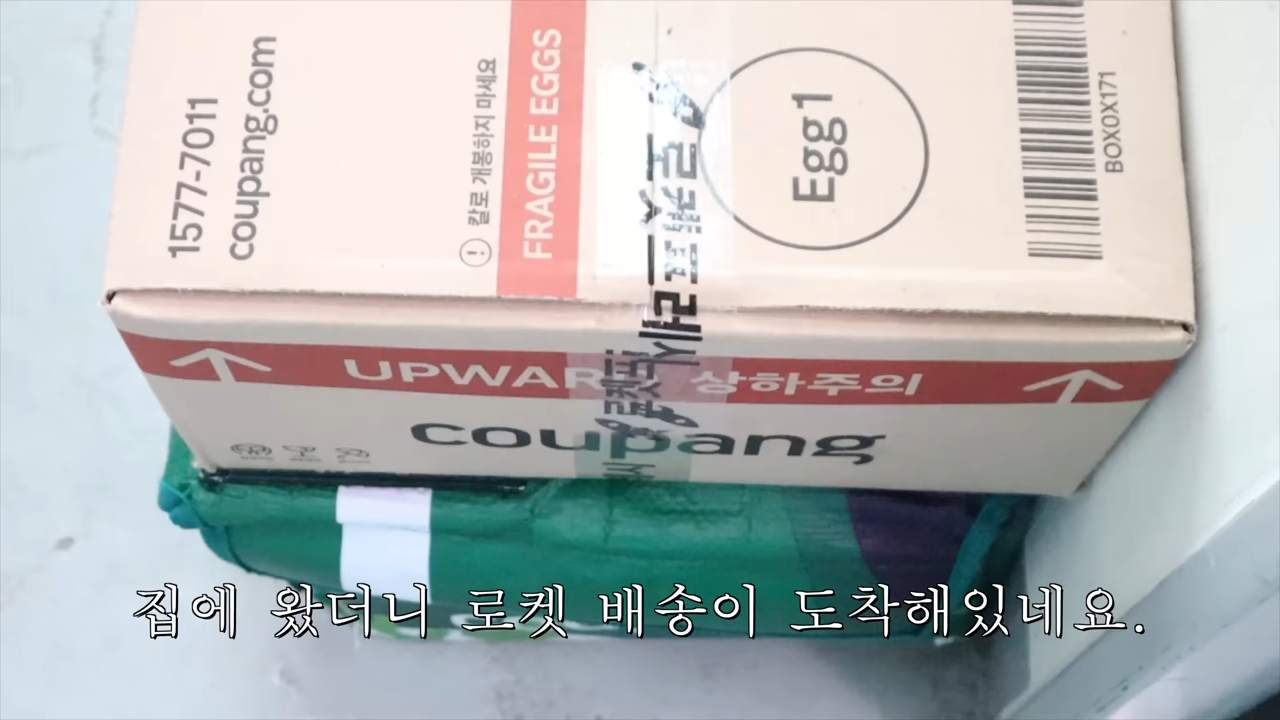 1577-7011
coupang.com
칼로 개봉하지 마세요
FRAGILE EGGS
Egg1
BOX0X171
UPWAR
상하주의
coupang
집에 왔더니 로켓 배송이 도착해있네요.